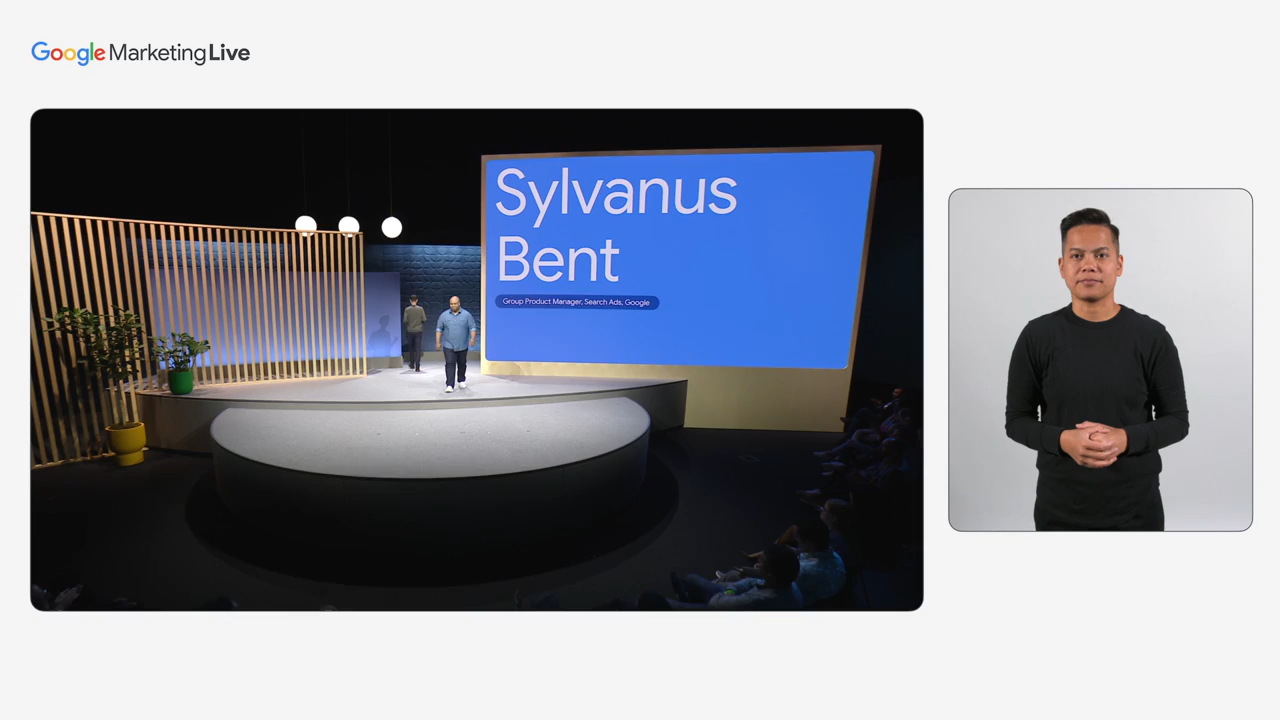 Google Marketing Live
Sylvanus
Bent
Group Product Manager, Search Ads, Google